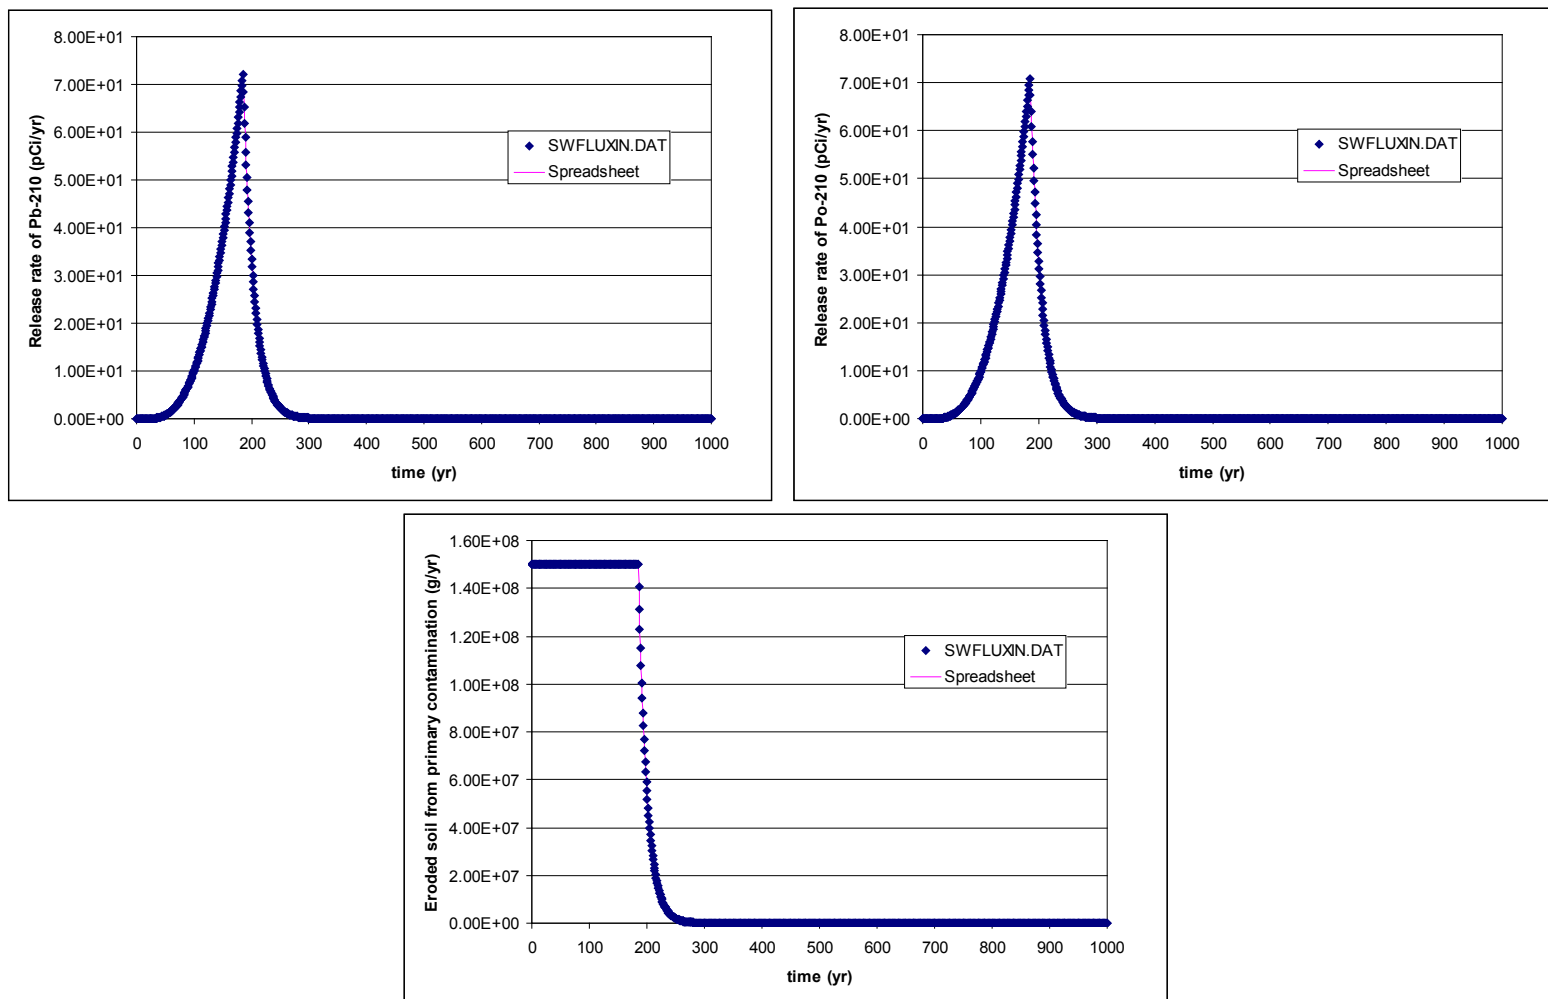 8.00E+01
7.00E+01
6.00E+01
5.00E+01
4.00E+01
3.00E+01
2.00E+01
1.00E+01
0.00E+00
Release rate of Pb-210 (pCi/yr)
SWFLUXIN.DAT
Spreadsheet
0 100 200 300 400 500 600 700 800 900 1000
time (yr)
8.00E+01
7.00E+01
6.00E+01
5.00E+01
4.00E+01
3.00E+01
2.00E+01
1.00E+01
0.00E+00
Release rate of Po-210 (pCi/yr)
SWFLUXIN.DAT
Spreadsheet
0 100 200 300 400 500 600 700 800 900 1000
time (yr)
1.60E+08
1.40E+08
1.20E+08
1.00E+08
8.00E+07
6.00E+07
4.00E+07
2.00E+07
0.00E+00
Eroded soil from primary contamination (g/yr)
SWFLUXIN.DAT
Spreadsheet
0 100 200 300 400 500 600 700 800 900 1000
time (yr)